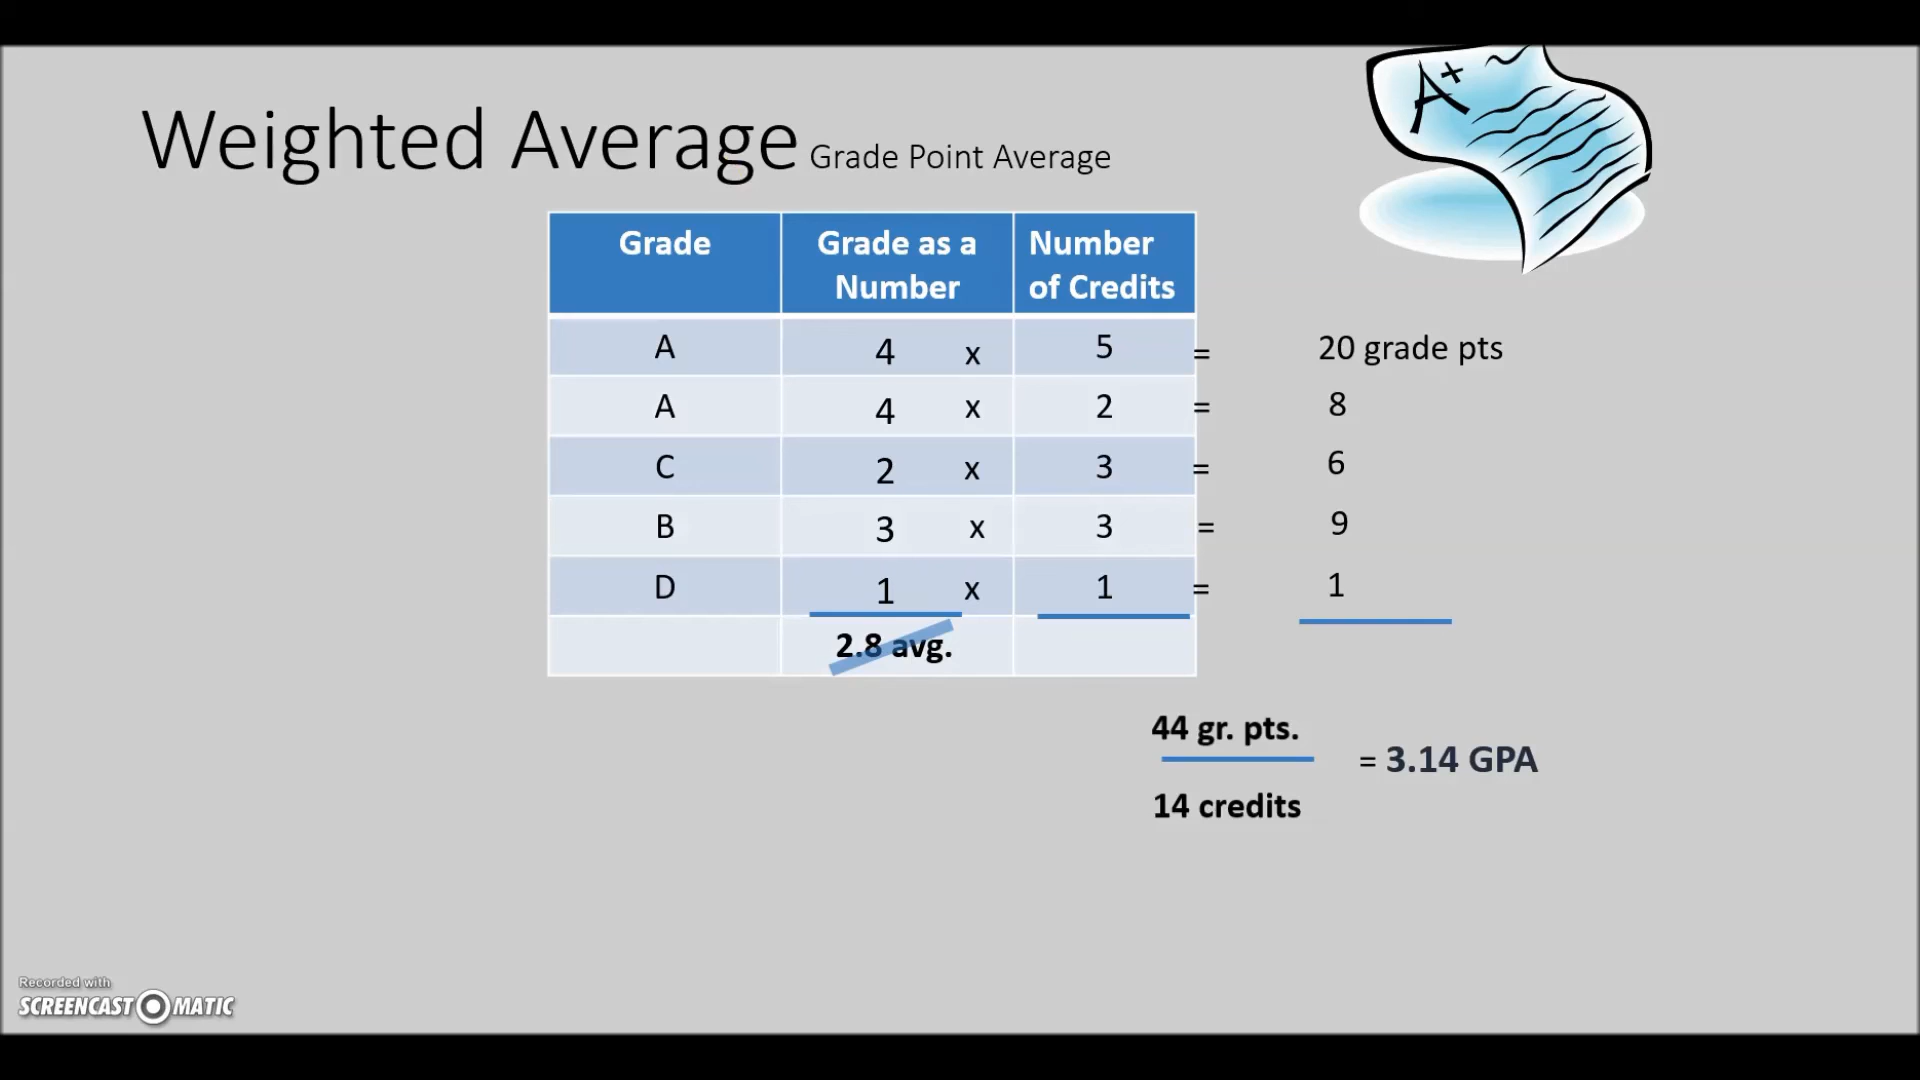 A+
Weighted Average Grade Point Average
Grade Grade as a Number Number of Credits
A 4 x 5 = 20 grade pts
A 4 x 2 = 8
C 2 x 3 = 6
B 3 x 3 = 9
D 1 x 1 = 1
2.8 avg.
44 gr. pts.
= 3.14 GPA
14 credits
Recorded with
SCREENCAST MATIC